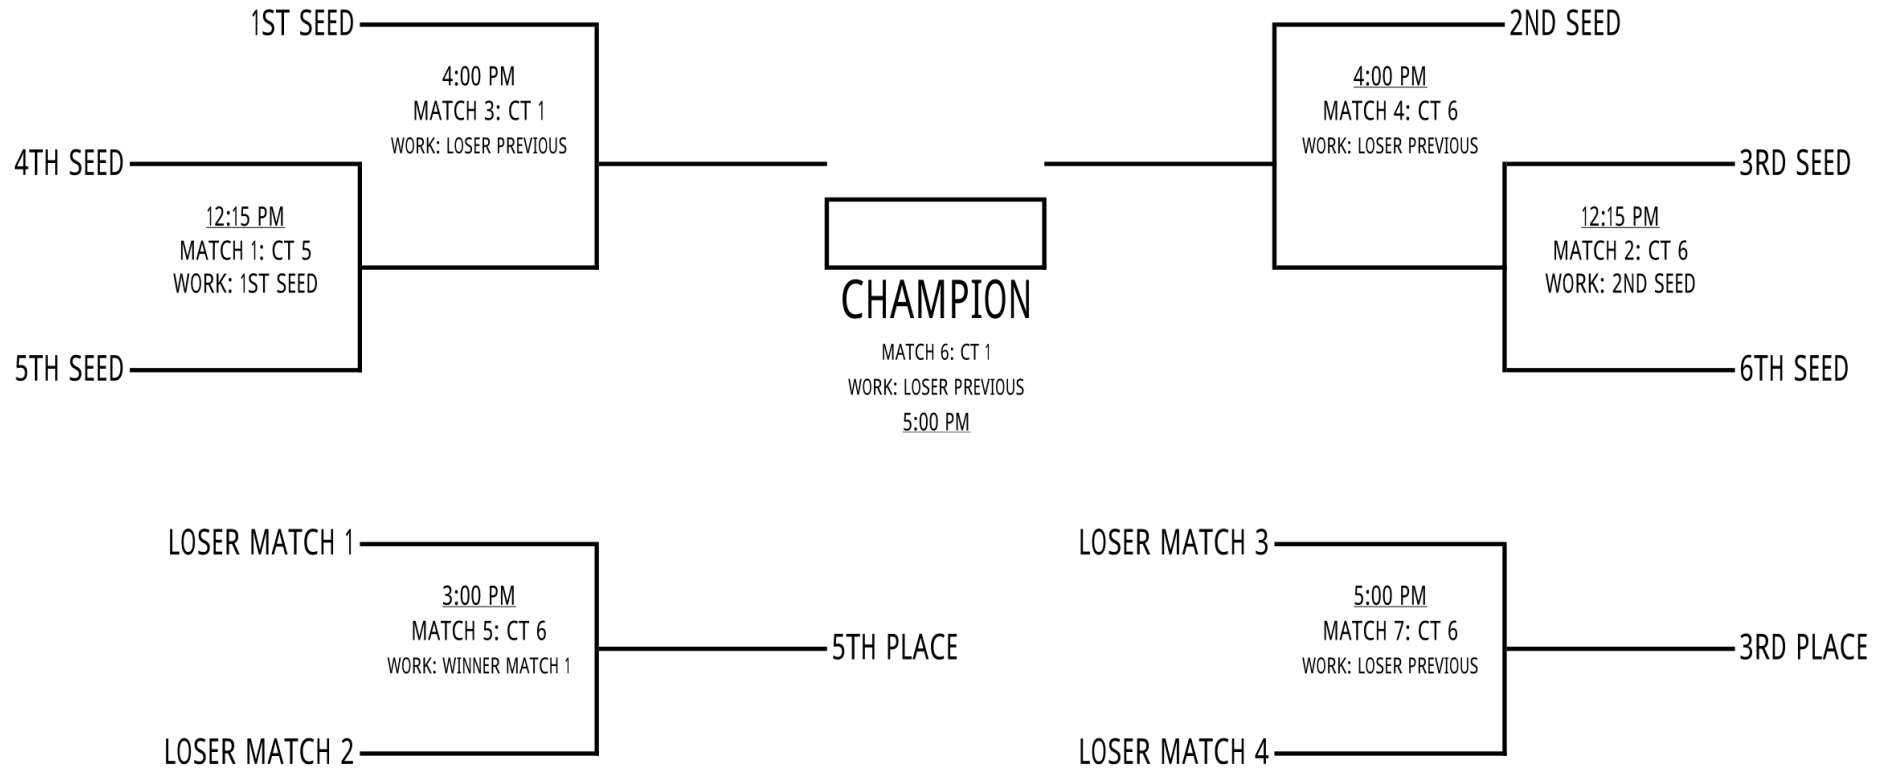 1ST SEED
4:00 PM
MATCH 3: CT 1
WORK: LOSER PREVIOUS
4TH SEED
12:15 PM
MATCH 1: CT 5
WORK: 1ST SEED
5TH SEED
2ND SEED
4:00 PM
MATCH 4: CT 6
WORK: LOSER PREVIOUS
3RD SEED
12:15 PM
MATCH 2: CT 6
WORK: 2ND SEED
6TH SEED
CHAMPION
MATCH 6: CT 1
WORK: LOSER PREVIOUS
5:00 PM
LOSER MATCH 1
3:00 PM
MATCH 5: CT 6
WORK: WINNER MATCH 1
5TH PLACE
LOSER MATCH 2
LOSER MATCH 3
5:00 PM
MATCH 7: CT 6
WORK: LOSER PREVIOUS
3RD PLACE
LOSER MATCH 4